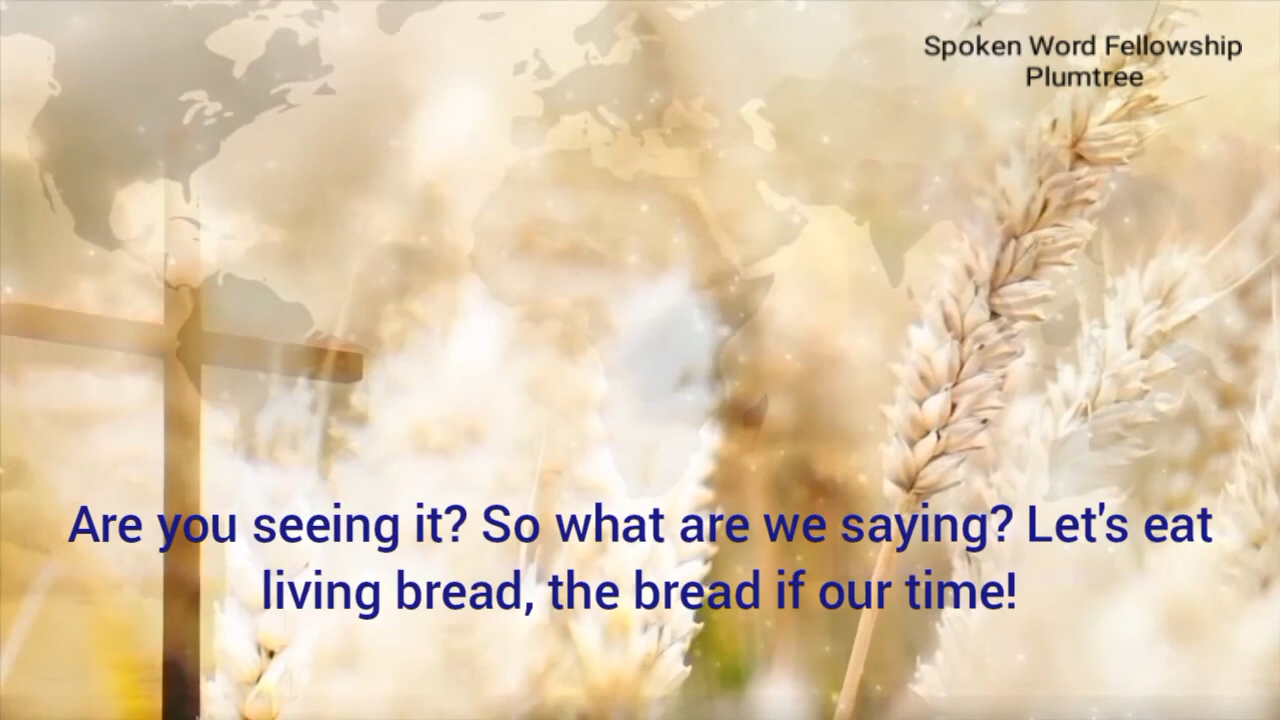 Spoken Word Fellowship
Plumtree
Are you seeing it? So what are we saying? Let's eat
living bread, the bread if our time!